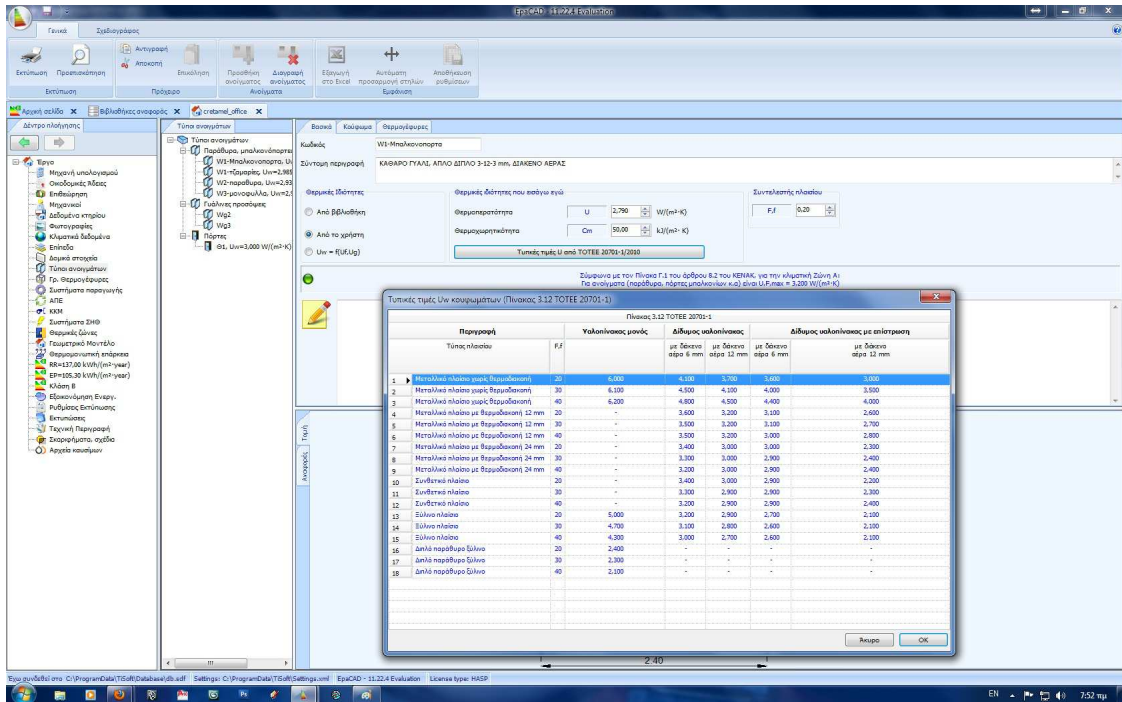 EpaCAD - 11.22.4 Evaluation
Γενικά Σχεδιογράφος
Εκτύπωση Προεπισκόπηση Αντιγραφή Αποκοπή Επικόλληση Προσθήκη ανοίγματος Διαγραφή ανοίγματος Εξαγωγή στο Excel Αυτόματη προσαρμογή στηλών Αποθήκευση ρυθμίσεων
Εκτύπωση Πρόχειρο Ανοίγματα Εμφάνιση
Αρχική σελίδα Βιβλιοθήκες αναφοράς cretamel_office
Δέντρο πλοήγησης
Έργο
Μηχανή υπολογισμού
Οικοδομικές Άδειες
Επιθεώρηση
Μηχανικοί
Δεδομένα κτηρίου
Φωτογραφίες
Κλιματικά δεδομένα
Επίπεδα
Δομικά στοιχεία
Τύποι ανοιγμάτων
Γρ. Θερμογέφυρες
Συστήματα παραγωγής
ΑΠΕ
ΚΚΜ
Συστήματα ΣΗΘ
Θερμικές ζώνες
Γεωμετρικό Μοντέλο
Θερμομονωτική επάρκεια
RR=137,00 kWh/(m²·year)
EP=105,30 kWh/(m²·year)
Κλάση B
Εξοικονόμηση Ενεργ.
Ρυθμίσεις Εκτύπωσης
Εκτυπώσεις
Τεχνική Περιγραφή
Σκαριφήματα, σχέδια
Αρχεία καυσίμων
Τύποι ανοιγμάτων
Τύποι ανοιγμάτων
Παράθυρα, μπαλκονόπορτες
W1-Μπαλκονοπορτα, Uw
W1-τζαμαρίες, Uw=2,985
W2-παραθυρα, Uw=2,93
W3-μονοφυλλα, Uw=2,9
Γυάλινες προσόψεις
Wg2
Wg3
Πόρτες
Θ1, Uw=3,000 W/(m²·K)
Βασικά Κούφωμα Θερμογέφυρες
Κωδικός W1-Μπαλκονοπορτα
Σύντομη περιγραφή ΚΑΘΑΡΟ ΓΥΑΛΙ, ΑΠΛΟ ΔΙΠΛΟ 3-12-3 mm, ΔΙΑΚΕΝΟ ΑΕΡΑΣ
Θερμικές Ιδιότητες Θερμικές ιδιότητες που εισάγω εγώ Συντελεστής πλαισίου
Από βιβλιοθήκη Θερμοπερατότητα U 2,790 W/(m²·K) F,f 0,20
Από το χρήστη Θερμοχωρητικότητα Cm 50,00 kJ/(m²·K)
Uw = f(Uf,Ug) Τυπικές τιμές U από ΤΟΤΕΕ 20701-1/2010
Σύμφωνα με τον Πίνακα Γ.1 του άρθρου 8.2 του ΚΕΝΑΚ, για την κλιματική Ζώνη Α:
Για ανοίγματα (παράθυρα, πόρτες μπαλκονιών κ.α) είναι U,F,max = 3,200 W/(m²·K)
Τυπικές τιμές Uw κουφωμάτων (Πίνακας 3.12 ΤΟΤΕΕ 20701-1)
Πίνακας 3.12 ΤΟΤΕΕ 20701-1
Περιγραφή Υαλοπίνακας μονός Δίδυμος υαλοπίνακας Δίδυμος υαλοπίνακας με επίστρωση
Τύπος πλαισίου F,f με διάκενο αέρα 6 mm με διάκενο αέρα 12 mm με διάκενο αέρα 6 mm με διάκενο αέρα 12 mm
1 Μεταλλικό πλαίσιο χωρίς θερμοδιακοπή 20 6,000 4,100 3,700 3,600 3,000
2 Μεταλλικό πλαίσιο χωρίς θερμοδιακοπή 30 6,100 4,500 4,100 4,000 3,500
3 Μεταλλικό πλαίσιο χωρίς θερμοδιακοπή 40 6,200 4,800 4,500 4,400 4,000
4 Μεταλλικό πλαίσιο με θερμοδιακοπή 12 mm 20 - 3,600 3,200 3,100 2,600
5 Μεταλλικό πλαίσιο με θερμοδιακοπή 12 mm 30 - 3,500 3,200 3,100 2,700
6 Μεταλλικό πλαίσιο με θερμοδιακοπή 12 mm 40 - 3,500 3,200 3,000 2,800
7 Μεταλλικό πλαίσιο με θερμοδιακοπή 24 mm 20 - 3,400 3,000 3,000 2,300
8 Μεταλλικό πλαίσιο με θερμοδιακοπή 24 mm 30 - 3,300 3,000 2,900 2,400
9 Μεταλλικό πλαίσιο με θερμοδιακοπή 24 mm 40 - 3,200 3,000 2,900 2,400
10 Συνθετικό πλαίσιο 20 - 3,400 3,000 2,900 2,200
11 Συνθετικό πλαίσιο 30 - 3,300 2,900 2,900 2,300
12 Συνθετικό πλαίσιο 40 - 3,200 2,900 2,900 2,400
13 Ξύλινο πλαίσιο 20 5,000 3,200 2,900 2,700 2,100
14 Ξύλινο πλαίσιο 30 4,700 3,100 2,800 2,600 2,100
15 Ξύλινο πλαίσιο 40 4,300 3,000 2,700 2,600 2,100
16 Διπλό παράθυρο ξύλινο 20 2,400 - - - -
17 Διπλό παράθυρο ξύλινο 30 2,300 - - - -
18 Διπλό παράθυρο ξύλινο 40 2,100 - - - -
Άκυρο OK
Τομή
Αναφορές
2.40
Έχω συνδεθεί στο C:\ProgramData\TiSoft\Database\db.sdf Settings: C:\ProgramData\TiSoft\Settings.xml EpaCAD - 11.22.4 Evaluation License type: HASP
EN 7:52 πμ